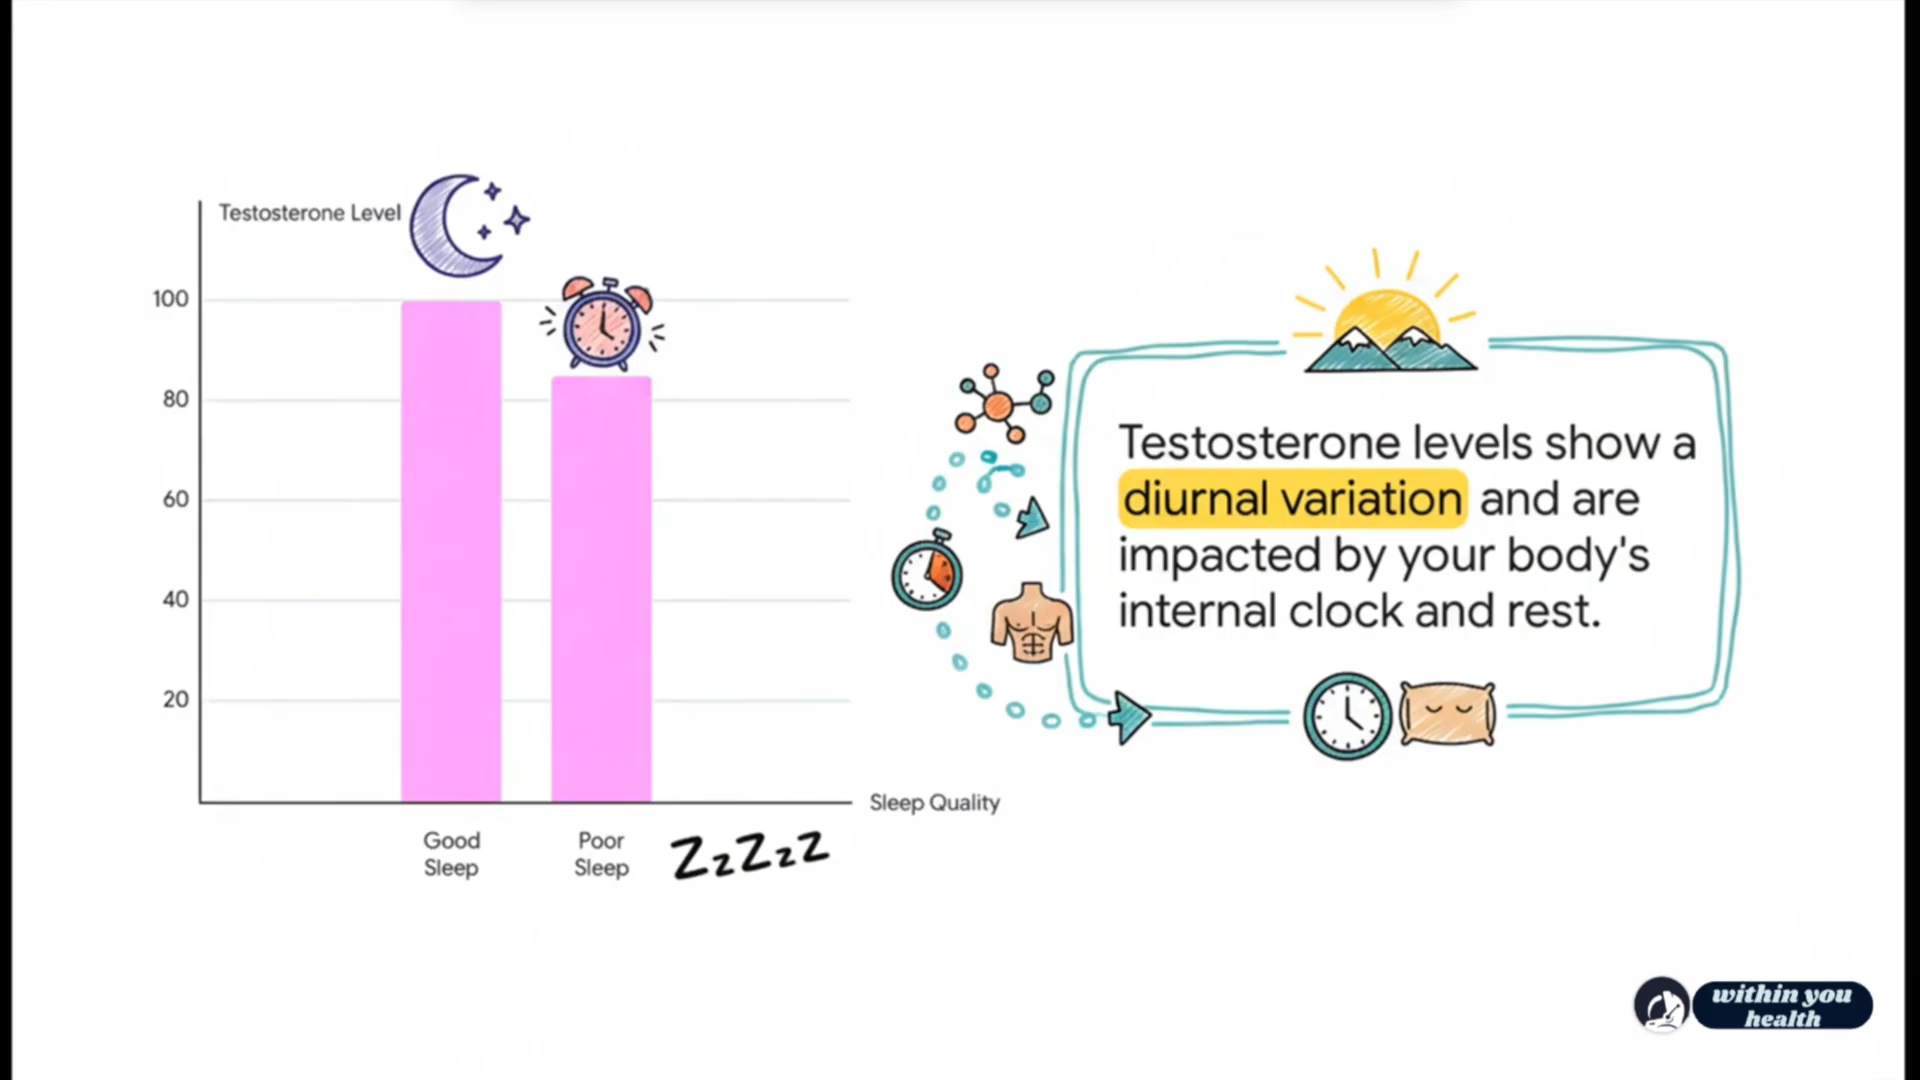 Testosterone Level
100
80
60
40
20
Good
Sleep
Poor
Sleep
ZzZzZ
Sleep Quality
Testosterone levels show a
diurnal variation and are
impacted by your body's
internal clock and rest.
within you
health